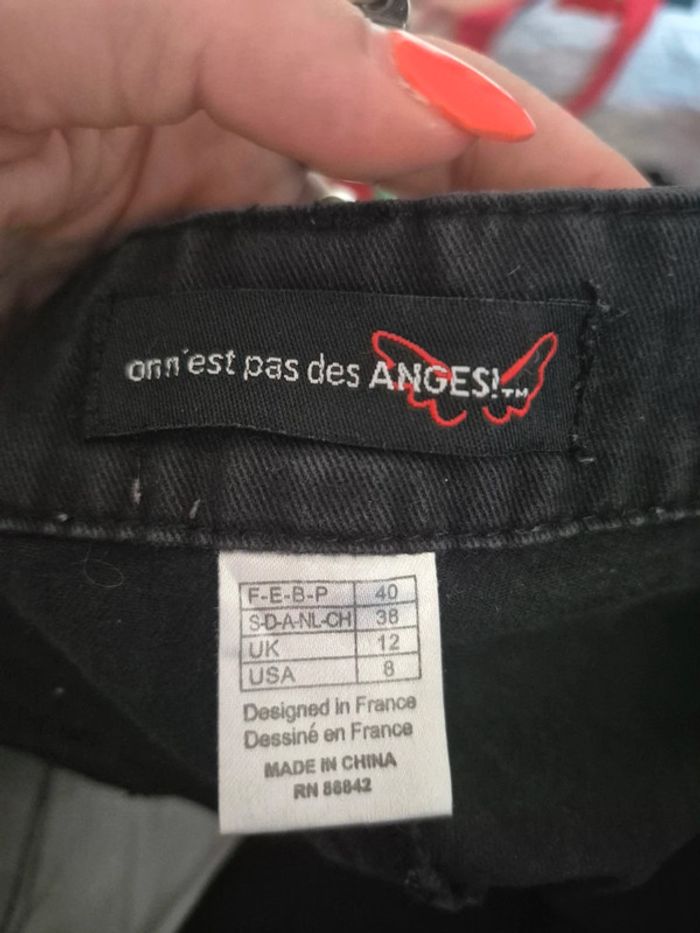 on n'est pas des ANGES!™
F-E-B-P 40
S-D-A-NL-CH 38
UK 12
USA 8
Designed in France
Dessiné en France
MADE IN CHINA
RN 88842